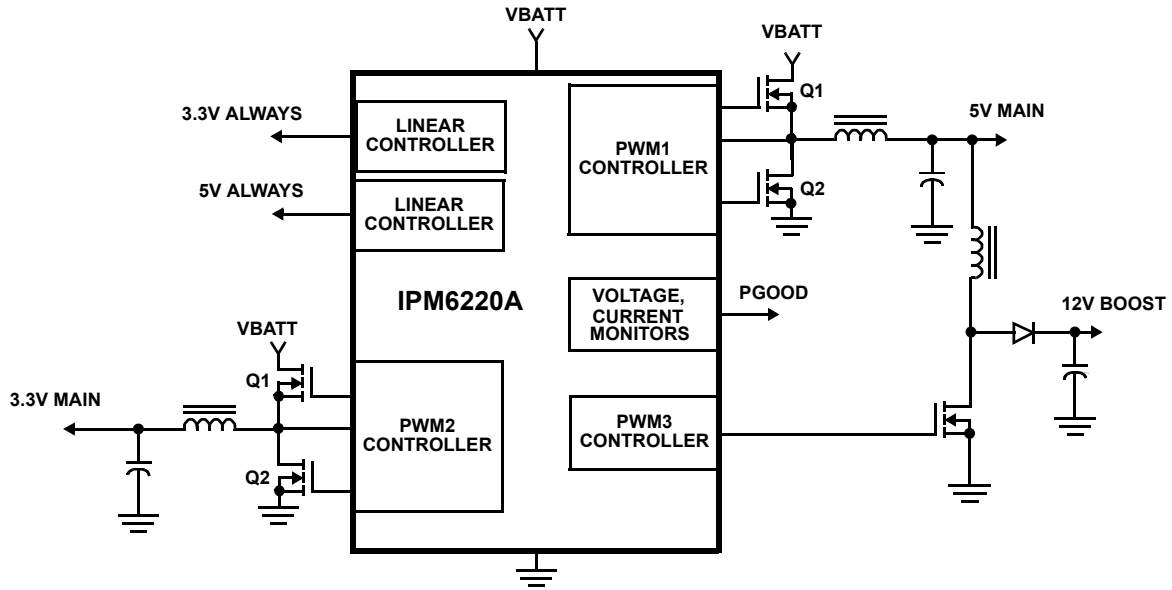 VBATT
VBATT
Q1
3.3V ALWAYS
LINEAR
CONTROLLER
5V MAIN
PWM1
CONTROLLER
5V ALWAYS
LINEAR
CONTROLLER
Q2
IPM6220A
VOLTAGE,
CURRENT
MONITORS
PGOOD
12V BOOST
VBATT
Q1
3.3V MAIN
PWM2
CONTROLLER
PWM3
CONTROLLER
Q2